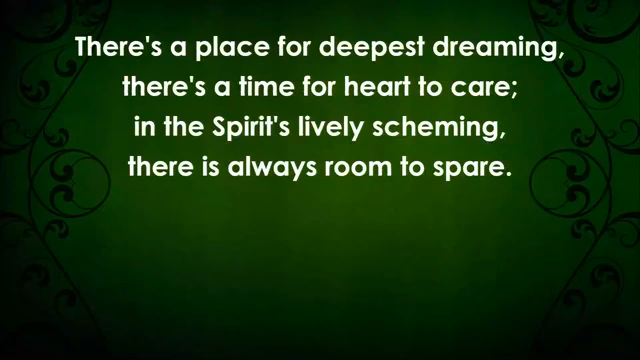 There's a place for deepest dreaming,
there's a time for heart to care;
in the Spirit's lively scheming,
there is always room to spare.